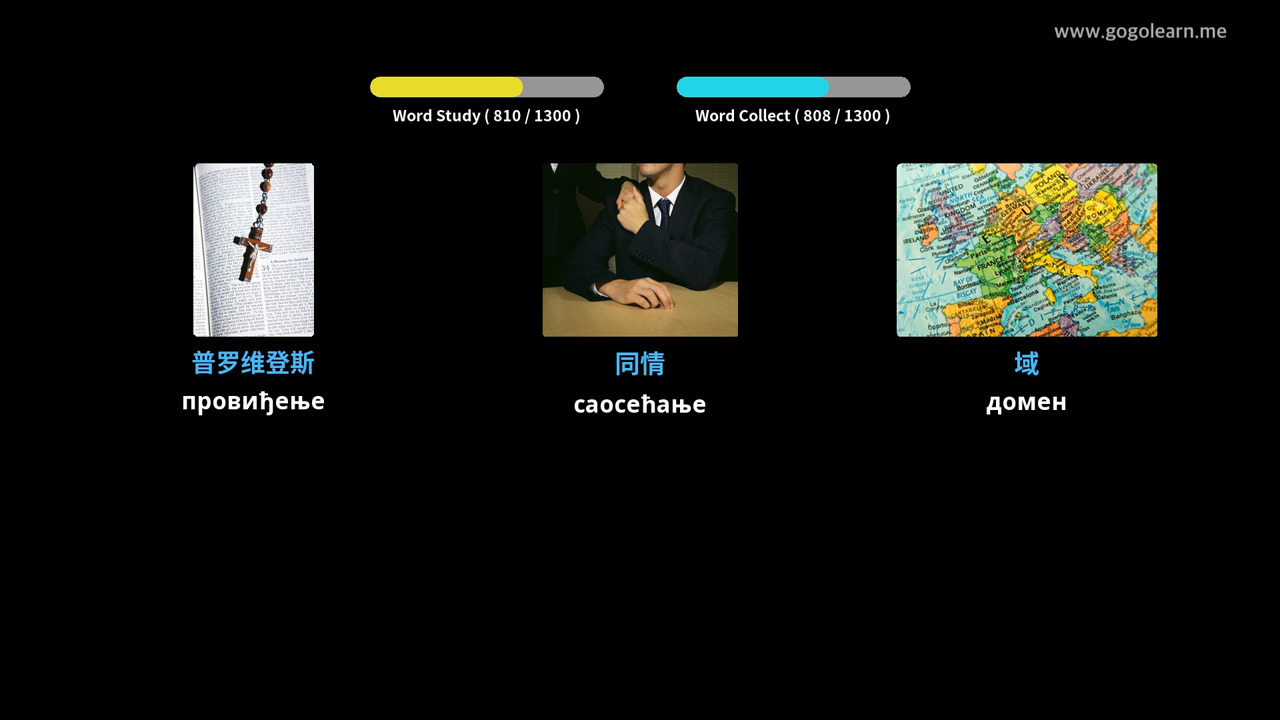 www.gogolearn.me
Word Study ( 810 / 1300 )
Word Collect ( 808 / 1300 )
普罗维登斯
同情
域
провиђење
саосећање
домен